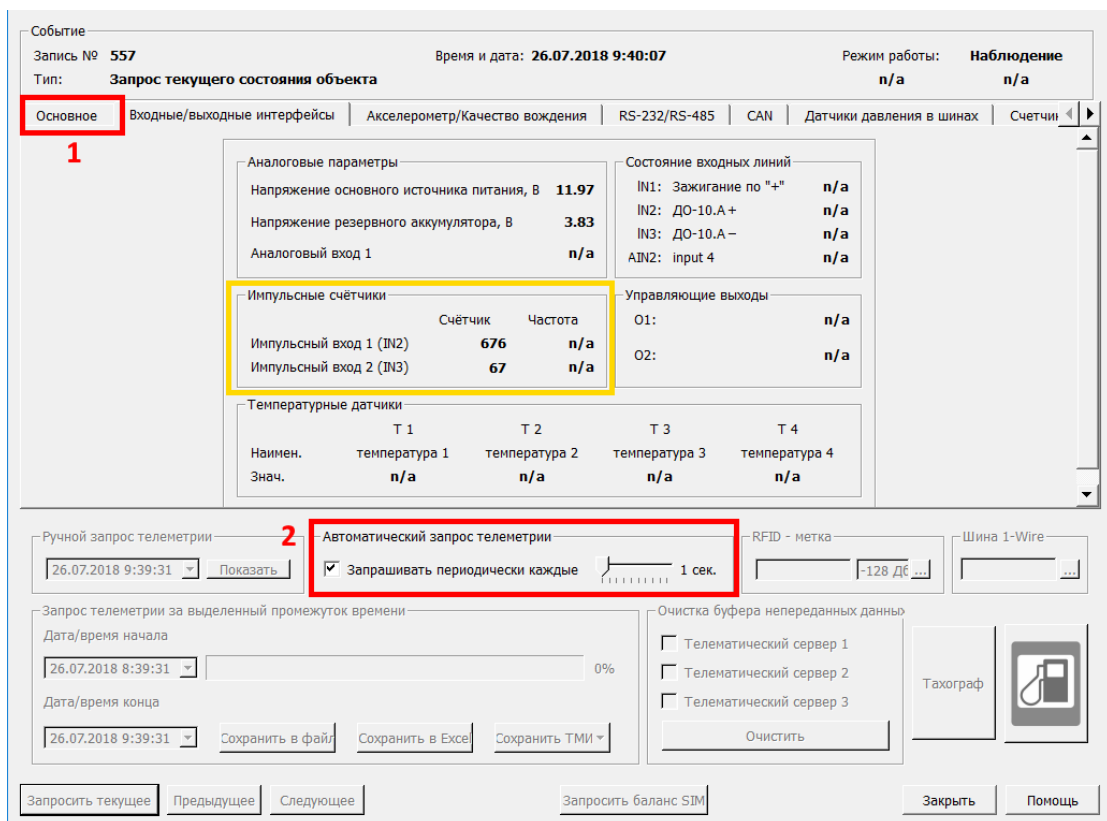 Событие
Запись № 557 Время и дата: 26.07.2018 9:40:07 Режим работы: Наблюдение
Тип: Запрос текущего состояния объекта n/a n/a
Основное Входные/выходные интерфейсы Акселерометр/Качество вождения RS-232/RS-485 CAN Датчики давления в шинах Счетчи
1
Аналоговые параметры Состояние входных линий
Напряжение основного источника питания, В 11.97 IN1: Зажигание по "+" n/a
Напряжение резервного аккумулятора, В 3.83 IN2: ДО-10.А+ n/a
IN3: ДО-10.А– n/a
Аналоговый вход 1 n/a AIN2: input 4 n/a
Импульсные счётчики Управляющие выходы
Счётчик Частота O1: n/a
Импульсный вход 1 (IN2) 676 n/a
O2: n/a
Импульсный вход 2 (IN3) 67 n/a
Температурные датчики
T 1 T 2 T 3 T 4
Наимен. температура 1 температура 2 температура 3 температура 4
Знач. n/a n/a n/a n/a
Ручной запрос телеметрии 2 Автоматический запрос телеметрии RFID - метка Шина 1-Wire
26.07.2018 9:39:31 Показать Запрашивать периодически каждые 1 сек. -128 Дб ... ...
Запрос телеметрии за выделенный промежуток времени Очистка буфера непереданных данных
Дата/время начала Телематический сервер 1
26.07.2018 8:39:31 0% Телематический сервер 2
Дата/время конца Телематический сервер 3
Тахограф
26.07.2018 9:39:31 Сохранить в файл Сохранить в Excel Сохранить ТМИ Очистить
Запросить текущее Предыдущее Следующее Запросить баланс SIM Закрыть Помощь